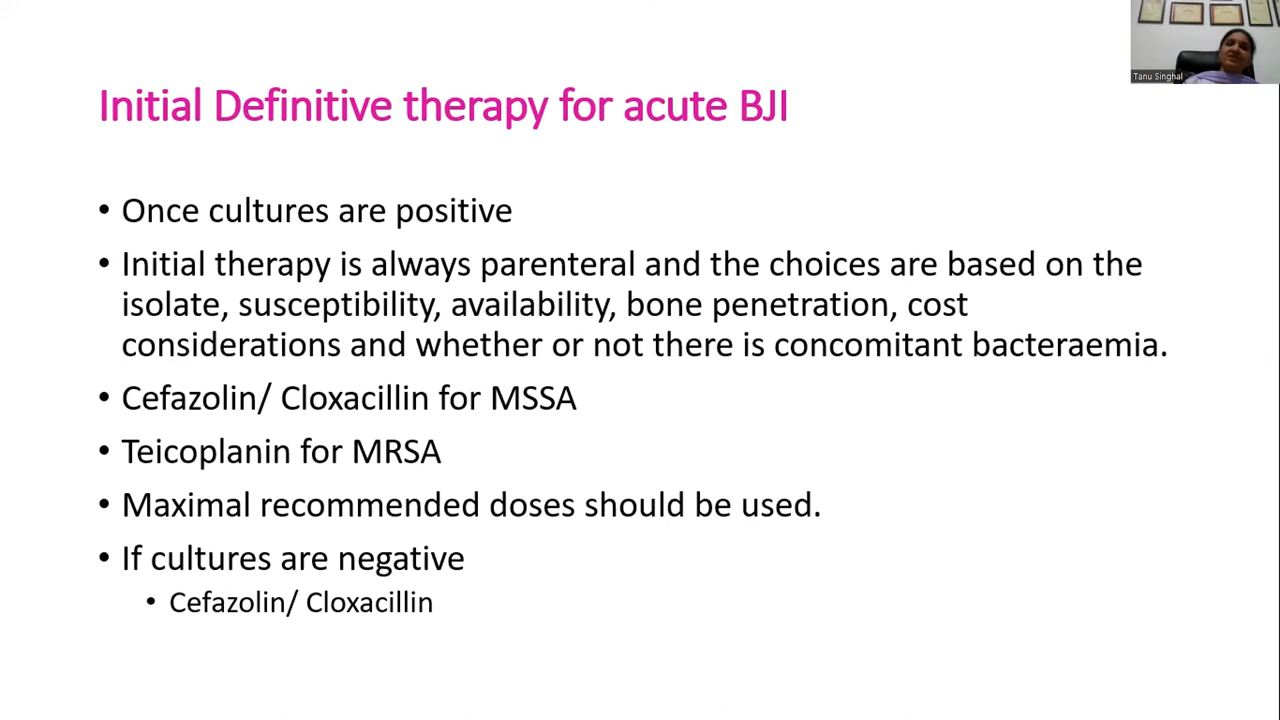 Tanu Singhal
Initial Definitive therapy for acute BJI
• Once cultures are positive
• Initial therapy is always parenteral and the choices are based on the
isolate, susceptibility, availability, bone penetration, cost
considerations and whether or not there is concomitant bacteraemia.
• Cefazolin/ Cloxacillin for MSSA
• Teicoplanin for MRSA
• Maximal recommended doses should be used.
• If cultures are negative
• Cefazolin/ Cloxacillin